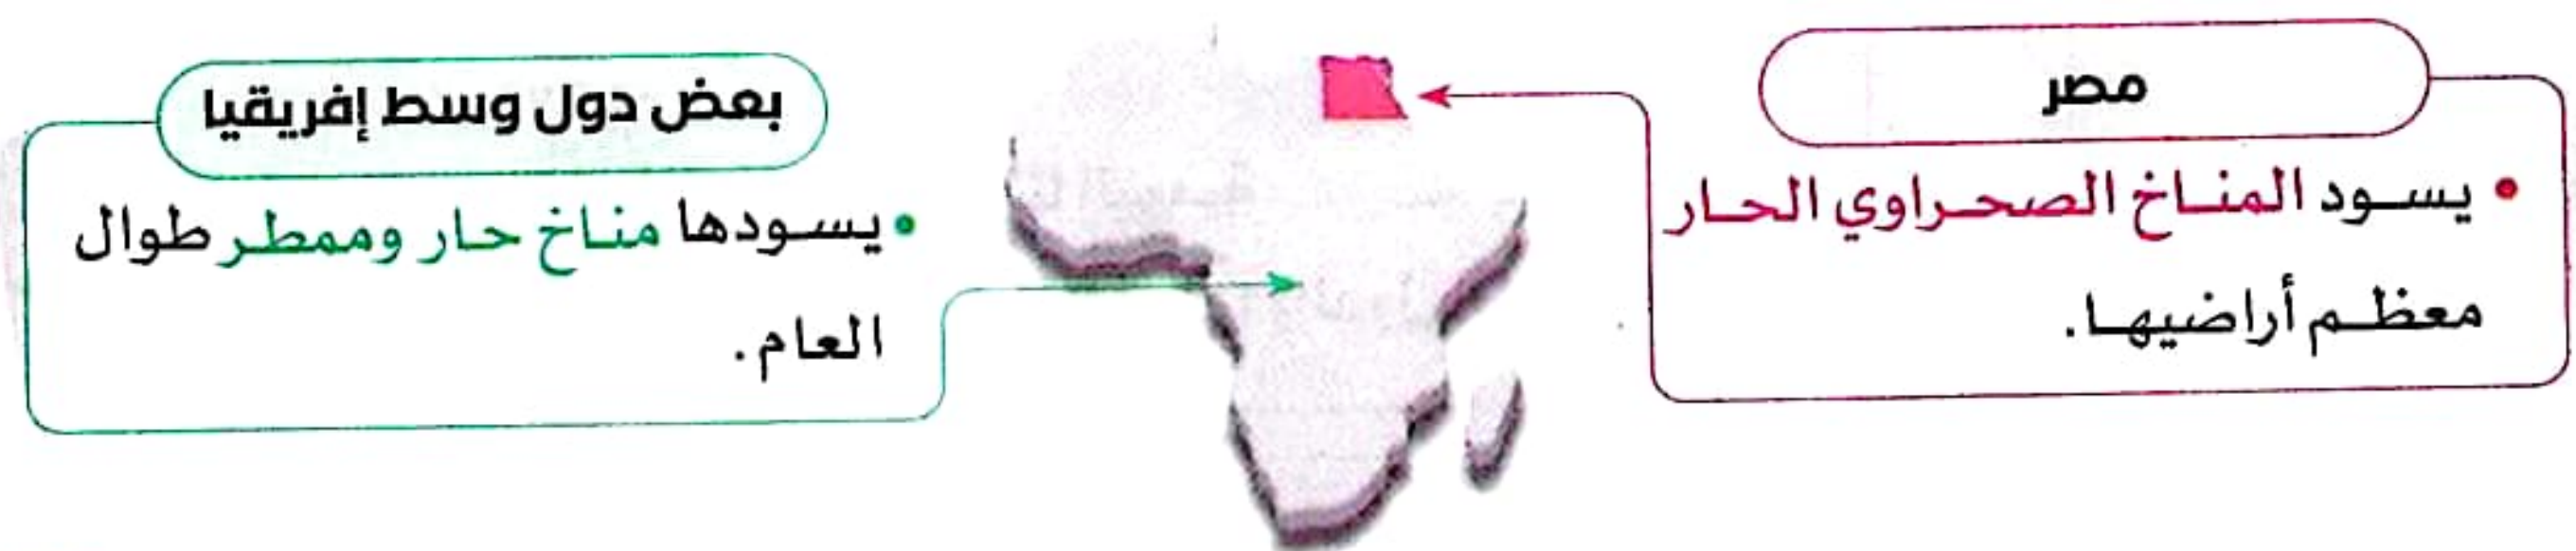 مصر
• يسود المناخ الصحراوي الحار
معظم أراضيها.
بعض دول وسط إفريقيا
• يسودها مناخ حار وممطر طوال
العام.